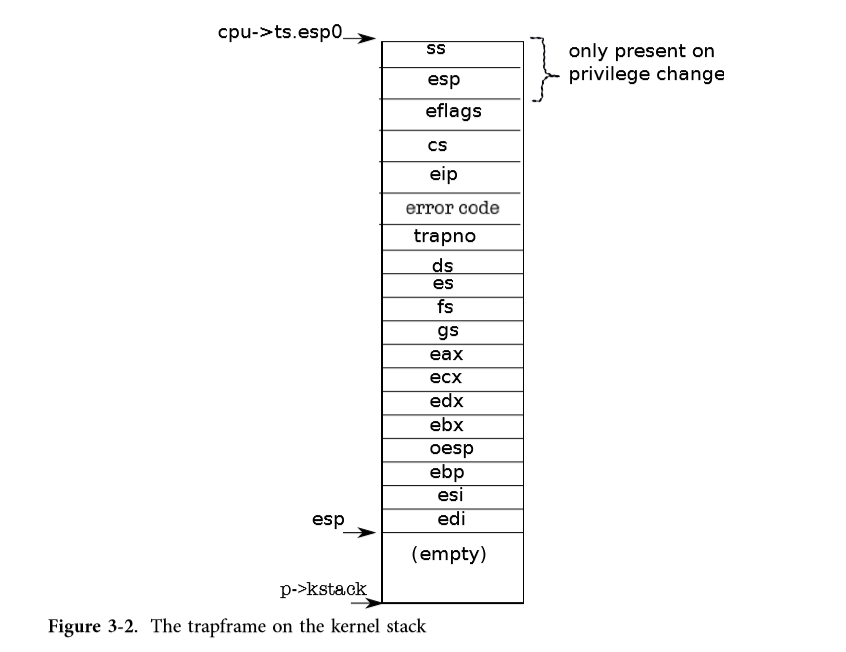 cpu->ts.esp0
ss
only present on
privilege change
esp
eflags
cs
eip
error code
trapno
ds
es
fs
gs
eax
ecx
edx
ebx
oesp
ebp
esi
esp
edi
(empty)
p->kstack
Figure 3-2. The trapframe on the kernel stack